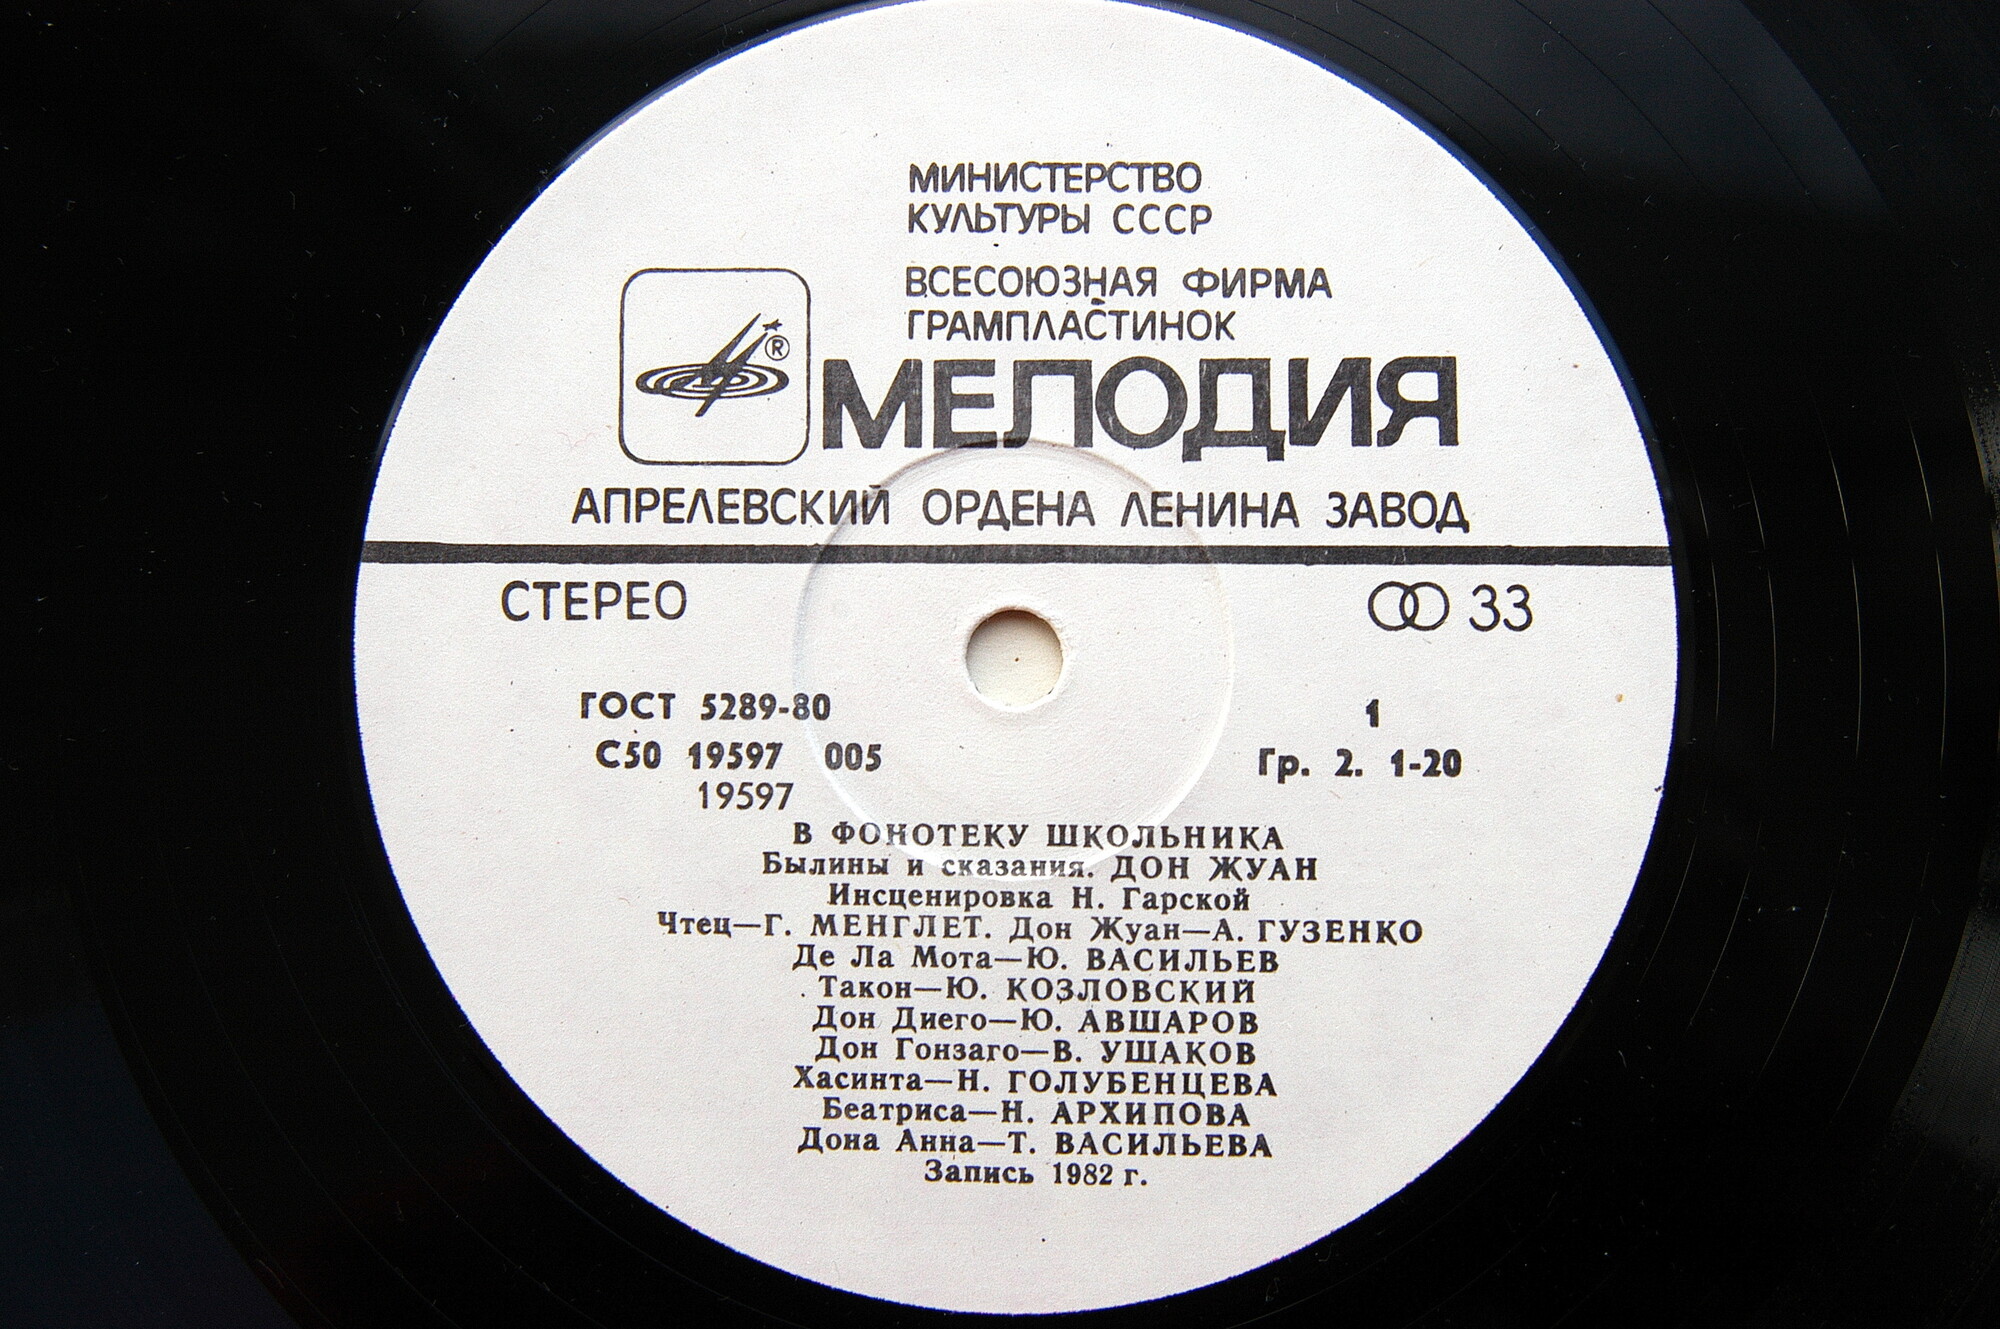 МИНИСТЕРСТВО
КУЛЬТУРЫ СССР
ВСЕСОЮЗНАЯ ФИРМА
ГРАМПЛАСТИНОК
®
МЕЛОДИЯ
АПРЕЛЕВСКИЙ ОРДЕНА ЛЕНИНА ЗАВОД
СТЕРЕО
33
ГОСТ 5289-80
1
С50 19597 005
Гр. 2. 1-20
19597
В ФОНОТЕКУ ШКОЛЬНИКА
Былины и сказания. ДОН ЖУАН
Инсценировка Н. Гарской
Чтец—Г. МЕНГЛЕТ. Дон Жуан—А. ГУЗЕНКО
Де Ла Мота—Ю. ВАСИЛЬЕВ
Такон—Ю. КОЗЛОВСКИЙ
Дон Диего—Ю. АВШАРОВ
Дон Гонзаго—В. УШАКОВ
Хасинта—Н. ГОЛУБЕНЦЕВА
Беатриса—Н. АРХИПОВА
Дона Анна—Т. ВАСИЛЬЕВА
Запись 1982 г.